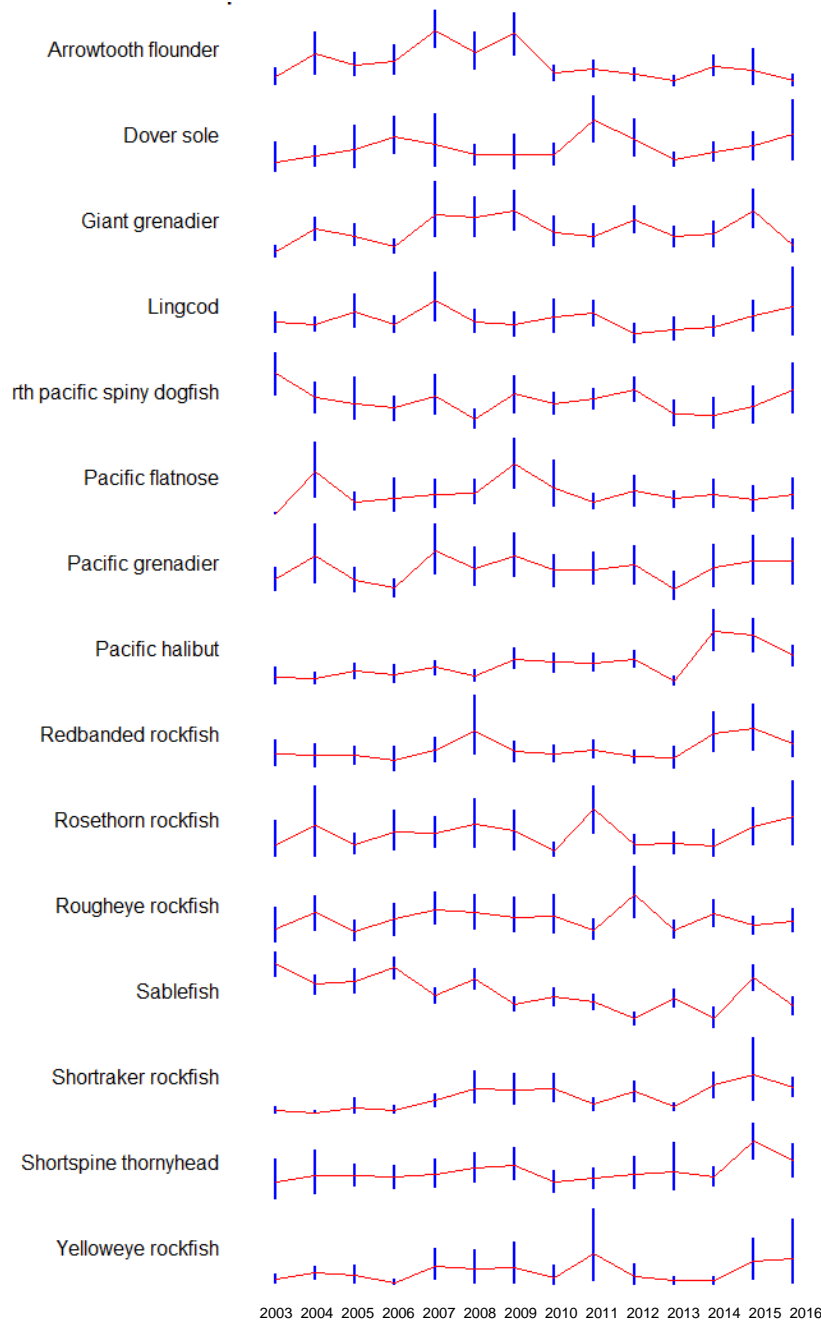 Arrowtooth flounder
Dover sole
Giant grenadier
Lingcod
rth pacific spiny dogfish
Pacific flatnose
Pacific grenadier
Pacific halibut
Redbanded rockfish
Rosethorn rockfish
Rougheye rockfish
Sablefish
Shortraker rockfish
Shortspine thornyhead
Yelloweye rockfish
2003 2004 2005 2006 2007 2008 2009 2010 2011 2012 2013 2014 2015 2016